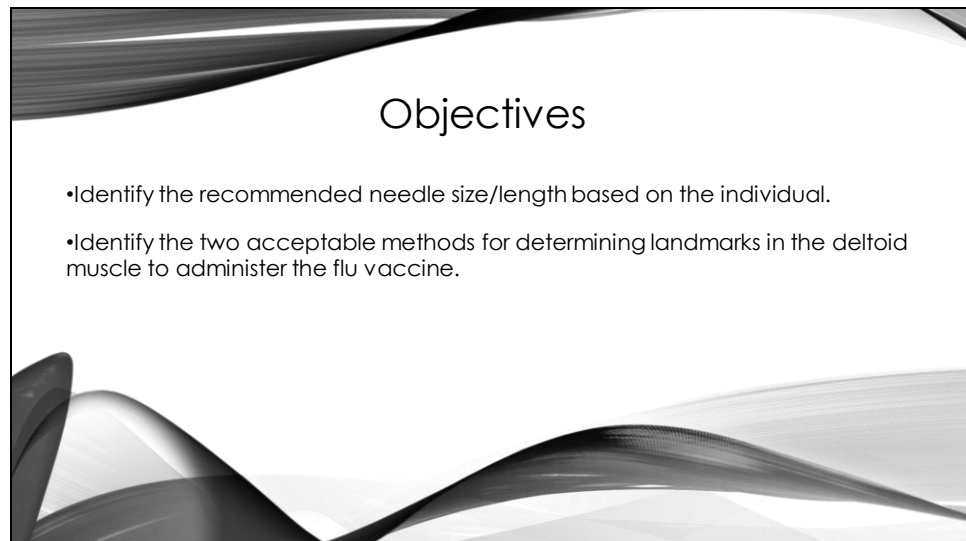 Objectives
•Identify the recommended needle size/length based on the individual.
•Identify the two acceptable methods for determining landmarks in the deltoid
muscle to administer the flu vaccine.